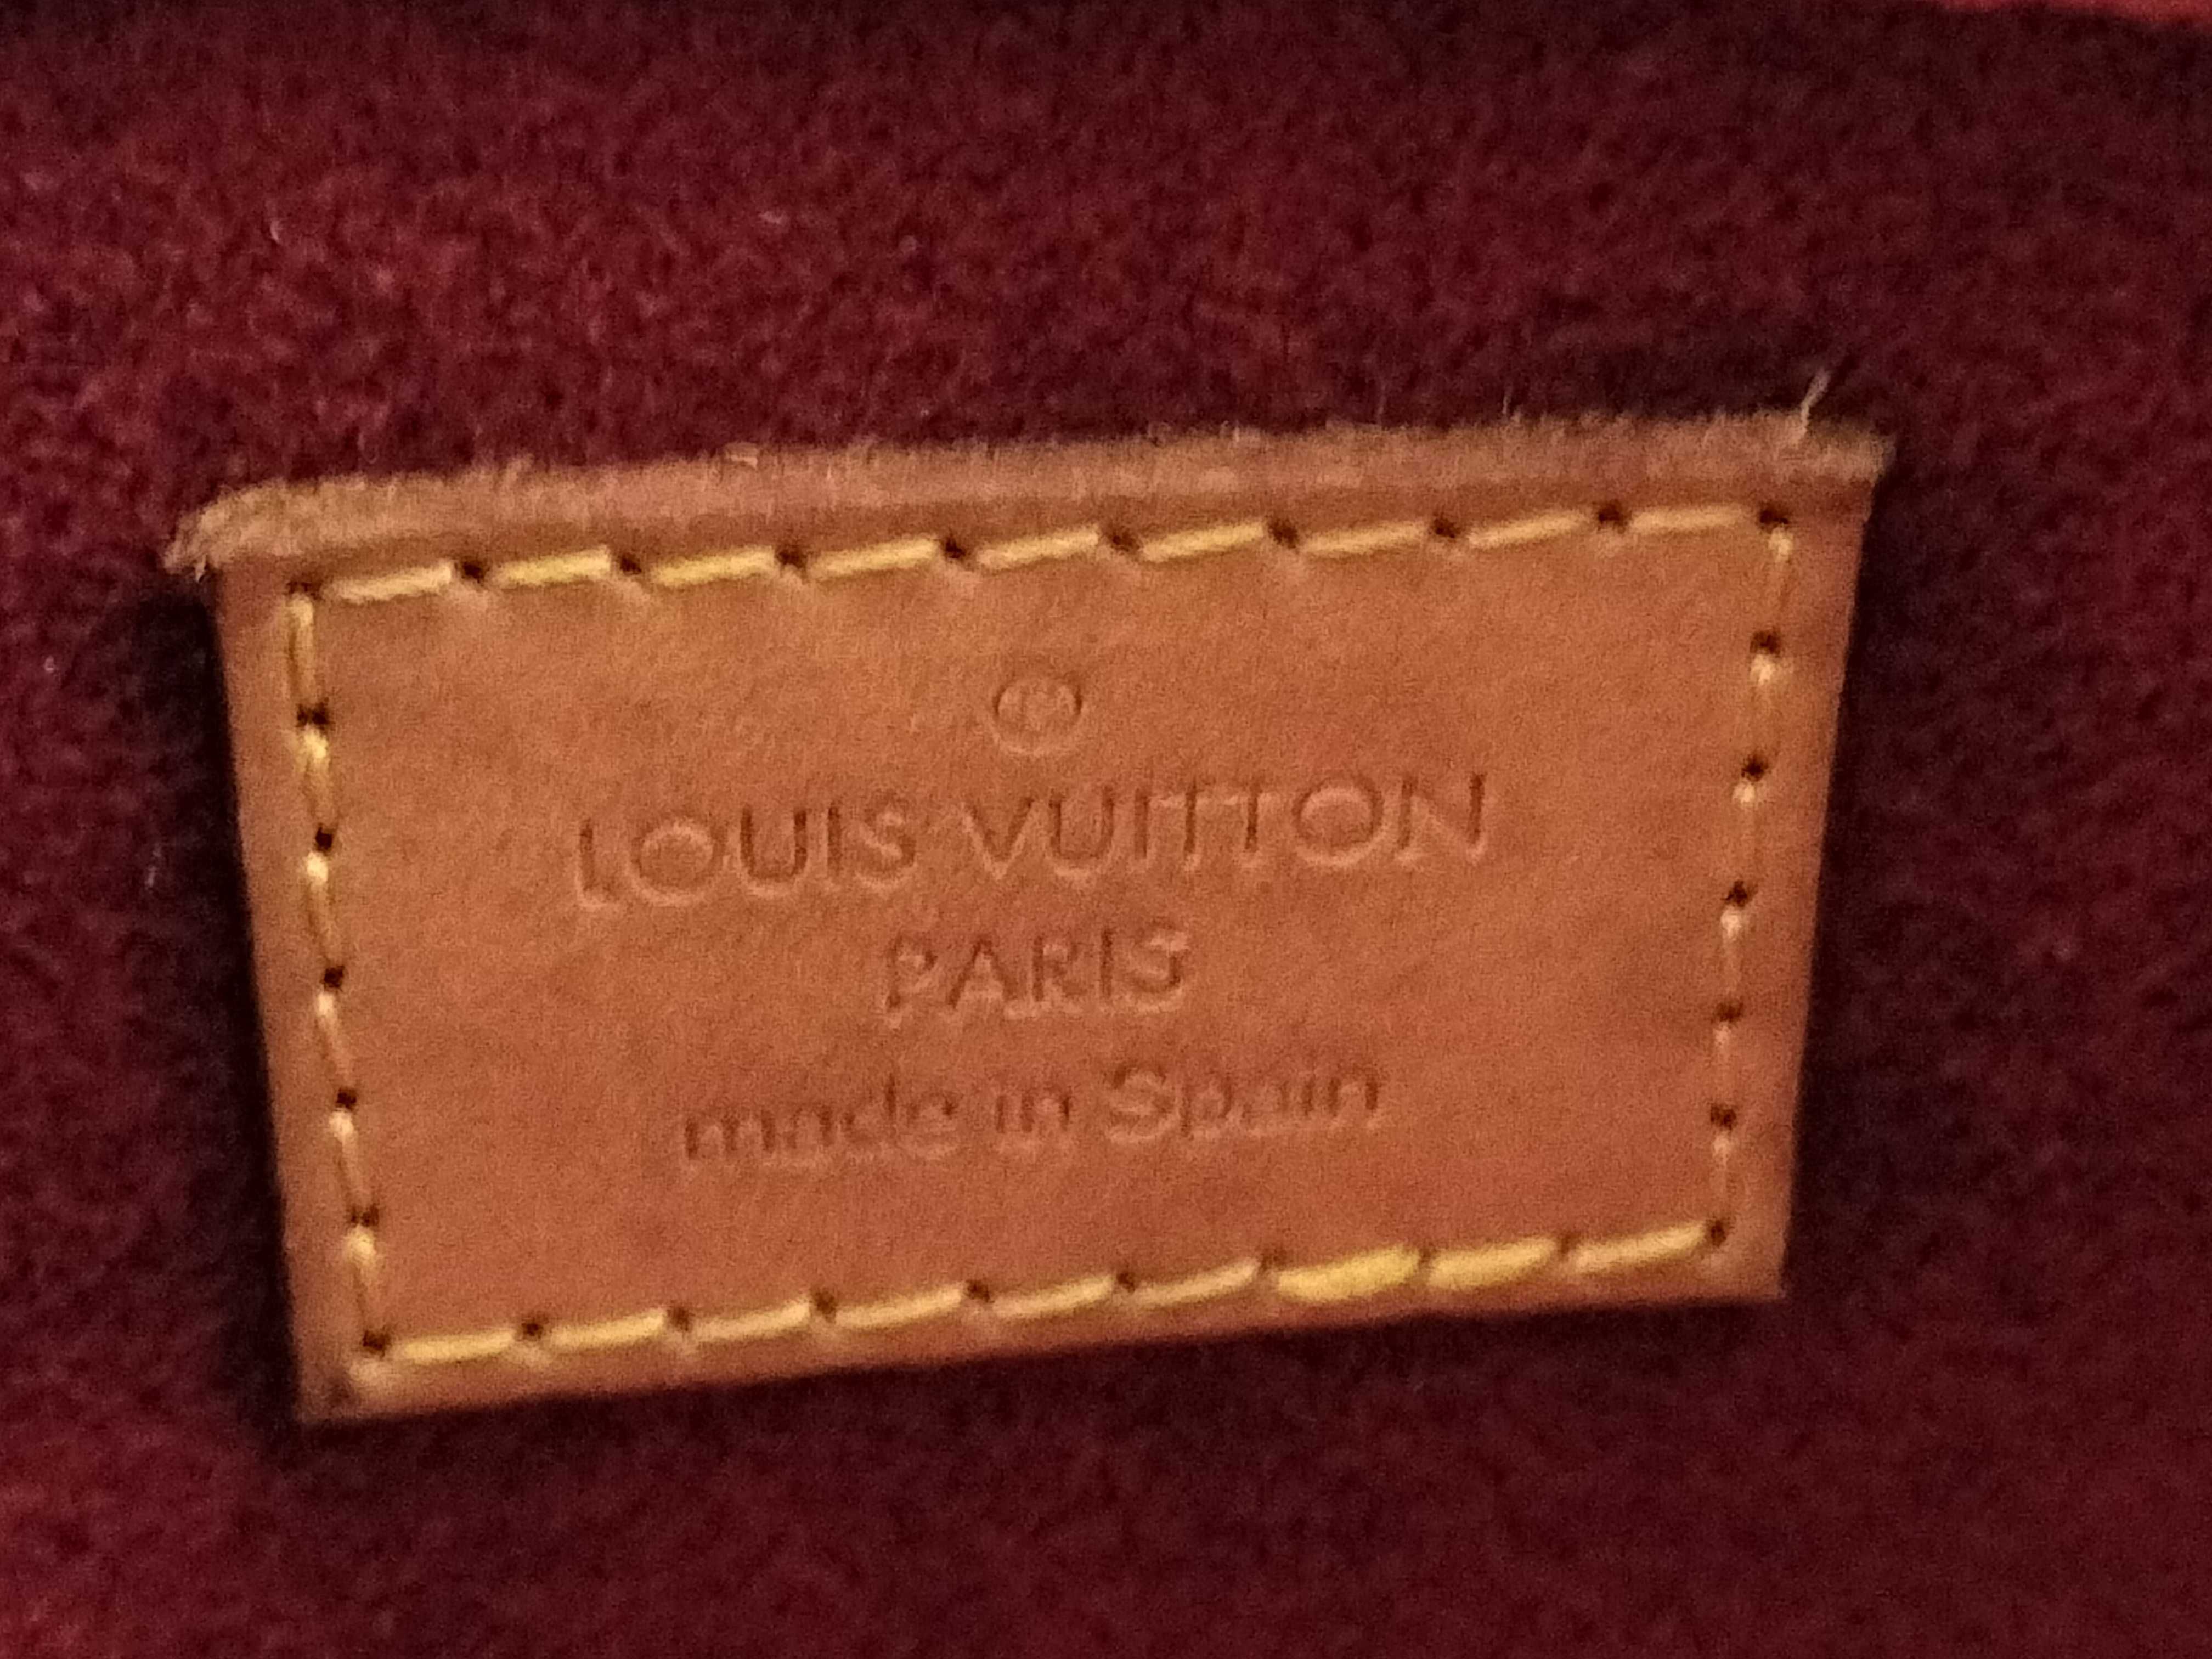 ®
LOUIS VUITTON
PARIS
made in Spain